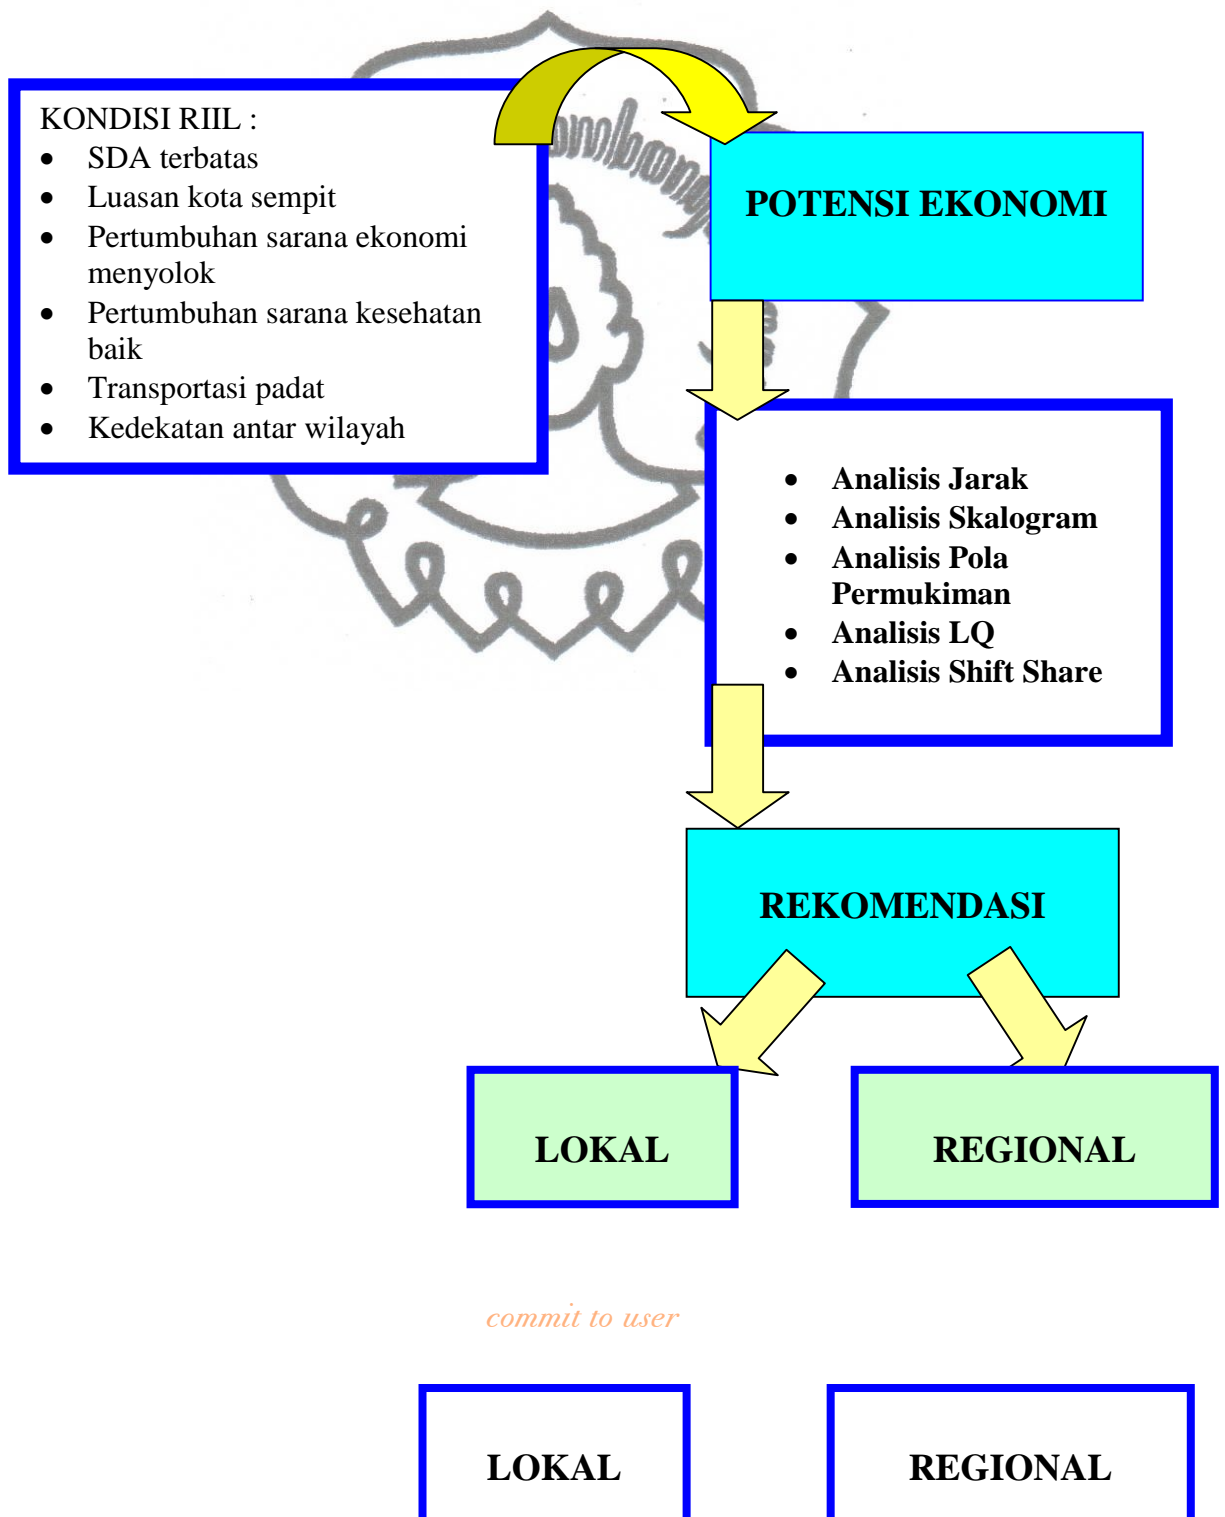 KONDISI RIIL :
• SDA terbatas
• Luasan kota sempit
• Pertumbuhan sarana ekonomi
menyolok
• Pertumbuhan sarana kesehatan
baik
• Transportasi padat
• Kedekatan antar wilayah
POTENSI EKONOMI
• Analisis Jarak
• Analisis Skalogram
• Analisis Pola
Permukiman
• Analisis LQ
• Analisis Shift Share
REKOMENDASI
LOKAL
REGIONAL
commit to user
LOKAL
REGIONAL